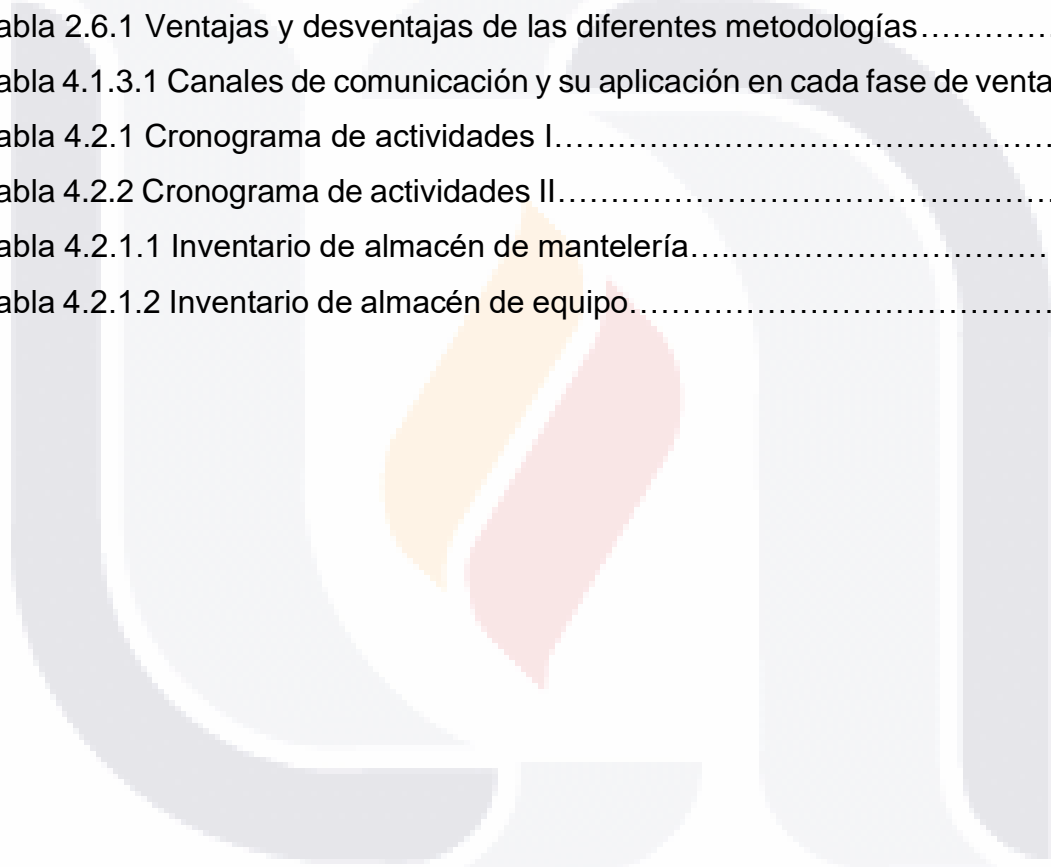 abla 2.6.1 Ventajas y desventajas de las diferentes metodologías…………..
abla 4.1.3.1 Canales de comunicación y su aplicación en cada fase de venta
abla 4.2.1 Cronograma de actividades I…………………………………………….
abla 4.2.2 Cronograma de actividades II…………………………………………….
abla 4.2.1.1 Inventario de almacén de mantelería…..……………………………
abla 4.2.1.2 Inventario de almacén de equipo…………………………………….